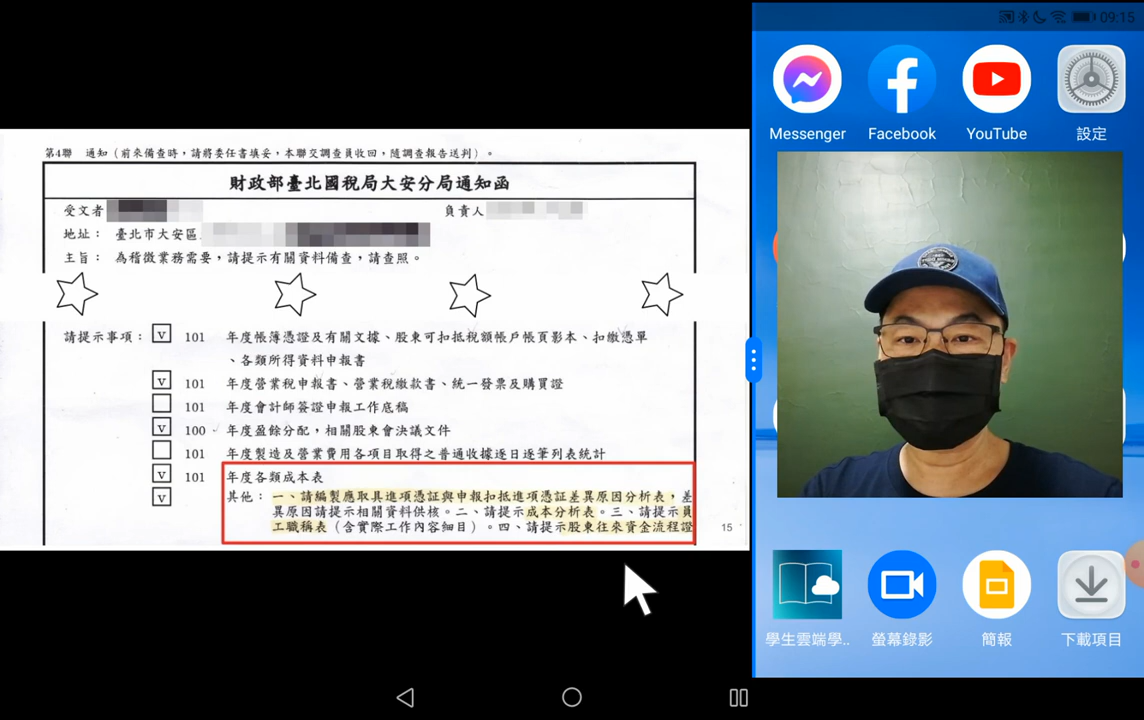 第4聯 通知（前來備查時，請將委任書填妥，本聯交調查員收回，隨調查報告送判）。
財政部臺北國稅局大安分局通知函
受文者
負責人
地址： 臺北市大安區
主旨： 為稽徵業務需要，請提示有關資料備查，請查照。
請提示事項： v 101 年度帳簿憑證及有關文據、股東可扣抵稅額帳戶帳頁影本、扣繳憑單
、各類所得資料申報書
v 101 年度營業稅申報書、營業稅繳款書、統一發票及購買證
101 年度會計師簽證申報工作底稿
v 100 年度盈餘分配，相關股東會決議文件
101 年度製造及營業費用各項目取得之普通收據逐日逐筆列表統計
v 101 年度各類成本表
v 其他： 一、請編製應取具進項憑証與申報扣抵進項憑証差異原因分析表，差
異原因請提示相關資料供核。二、請提示成本分析表。三、請提示員
工職稱表（含實際工作內容細目）。四、請提示股東往來資金流程證
15
09:15
Messenger
Facebook
YouTube
設定
學生雲端學..
螢幕錄影
簡報
下載項目